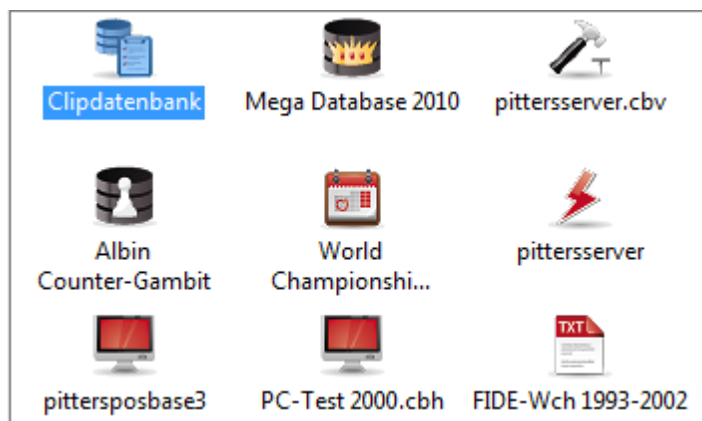 Clipdatenbank
Mega Database 2010
pittersserver.cbv
Albin
Counter-Gambit
World
Championshi...
pittersserver
TXT
pittersposbase3
PC-Test 2000.cbh
FIDE-Wch 1993-2002